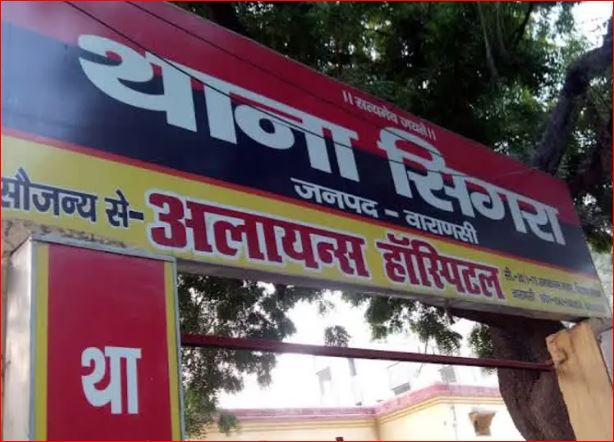 ।। सत्यमेव जयते।।
थाना सिगरा
जनपद - वाराणसी
सौजन्य से- अलायन्स हॉस्पिटल
था